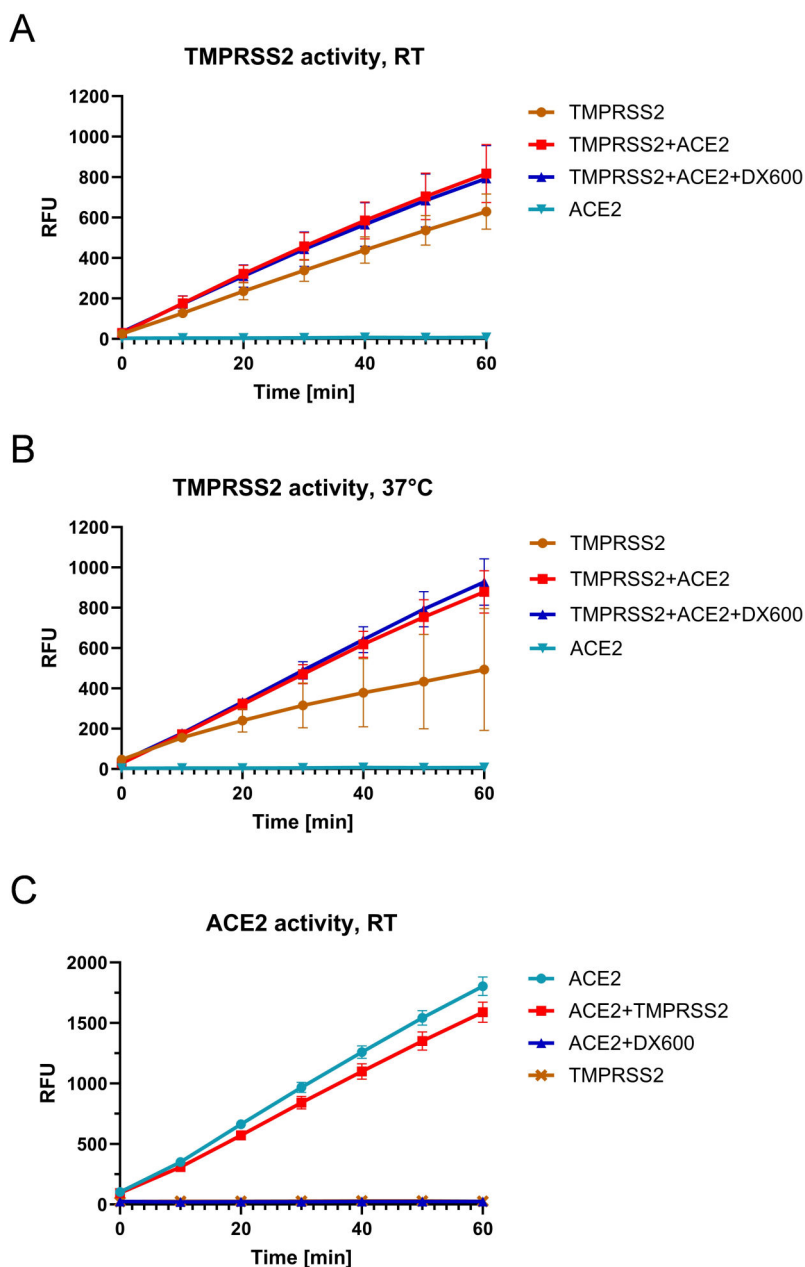 A
TMPRSS2 activity, RT
1200
1000
800
600
400
200
0
RFU
0 20 40 60
Time [min]
TMPRSS2
TMPRSS2+ACE2
TMPRSS2+ACE2+DX600
ACE2
B
TMPRSS2 activity, 37°C
1200
1000
800
600
400
200
0
RFU
0 20 40 60
Time [min]
TMPRSS2
TMPRSS2+ACE2
TMPRSS2+ACE2+DX600
ACE2
C
ACE2 activity, RT
2000
1500
1000
500
0
RFU
0 20 40 60
Time [min]
ACE2
ACE2+TMPRSS2
ACE2+DX600
TMPRSS2